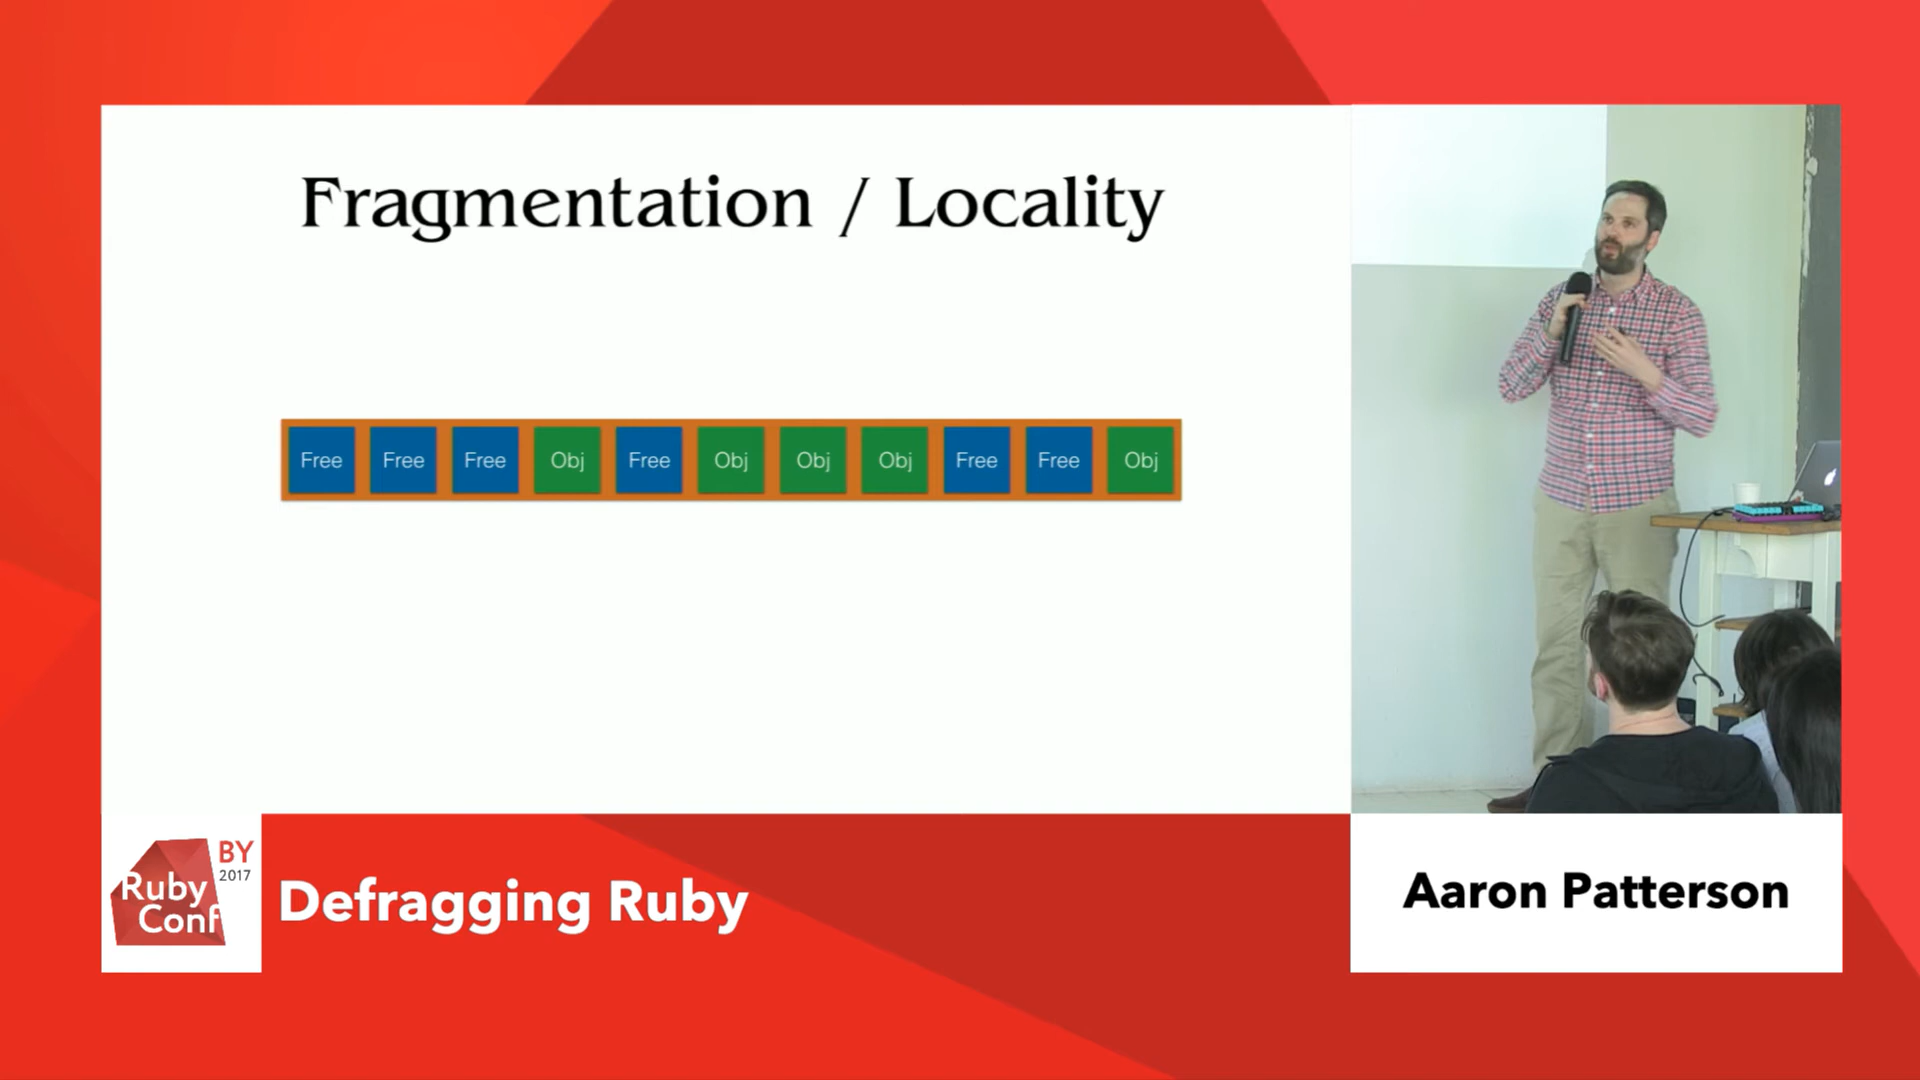 Fragmentation / Locality
Free Free Free Obj Free Obj Obj Obj Free Free Obj
BY
2017
Ruby
Conf
Defragging Ruby
Aaron Patterson